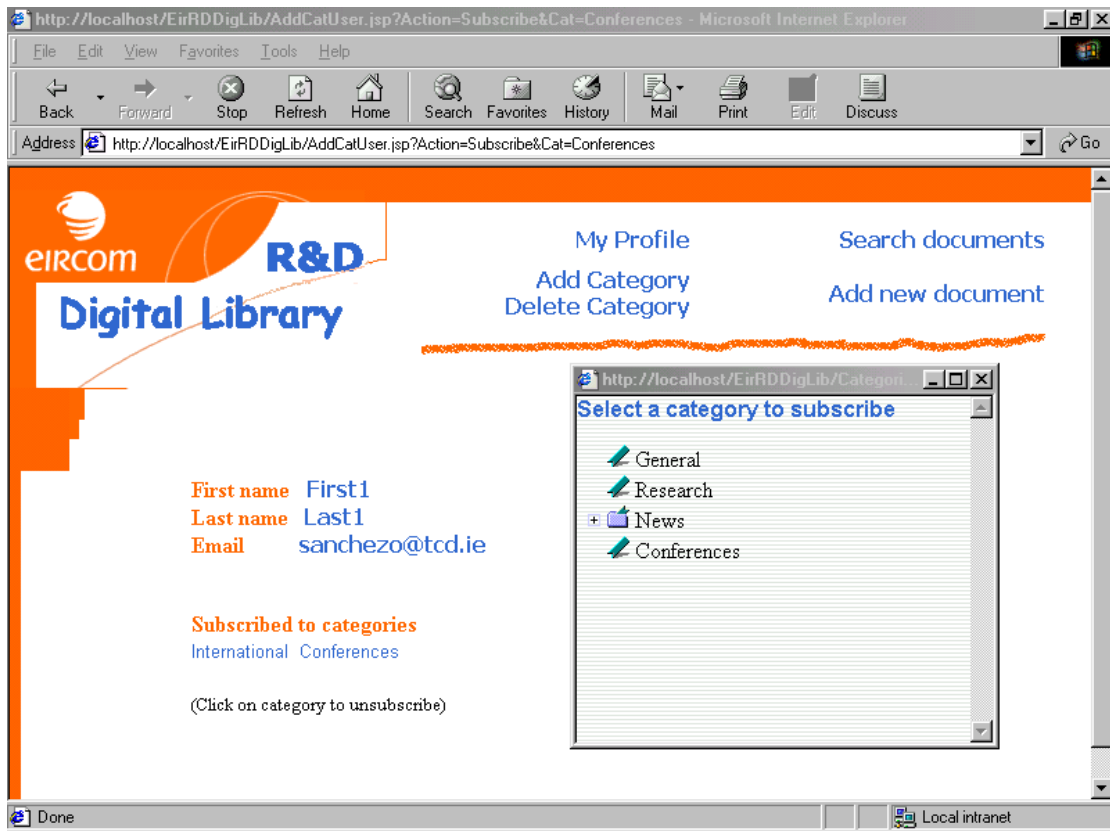 http://localhost/EirRDDigLib/AddCatUser.jsp?Action=Subscribe&Cat=Conferences - Microsoft Internet Explorer
File Edit View Favorites Tools Help
Back Forward Stop Refresh Home Search Favorites History Mail Print Edit Discuss
Address http://localhost/EirRDDigLib/AddCatUser.jsp?Action=Subscribe&Cat=Conferences Go
eircom
R&D
Digital Library
My Profile
Search documents
Add Category
Delete Category
Add new document
http://localhost/EirRDDigLib/Categori...
Select a category to subscribe
General
Research
News
Conferences
First name First1
Last name Last1
Email sanchezo@tcd.ie
Subscribed to categories
International Conferences
(Click on category to unsubscribe)
Done
Local intranet